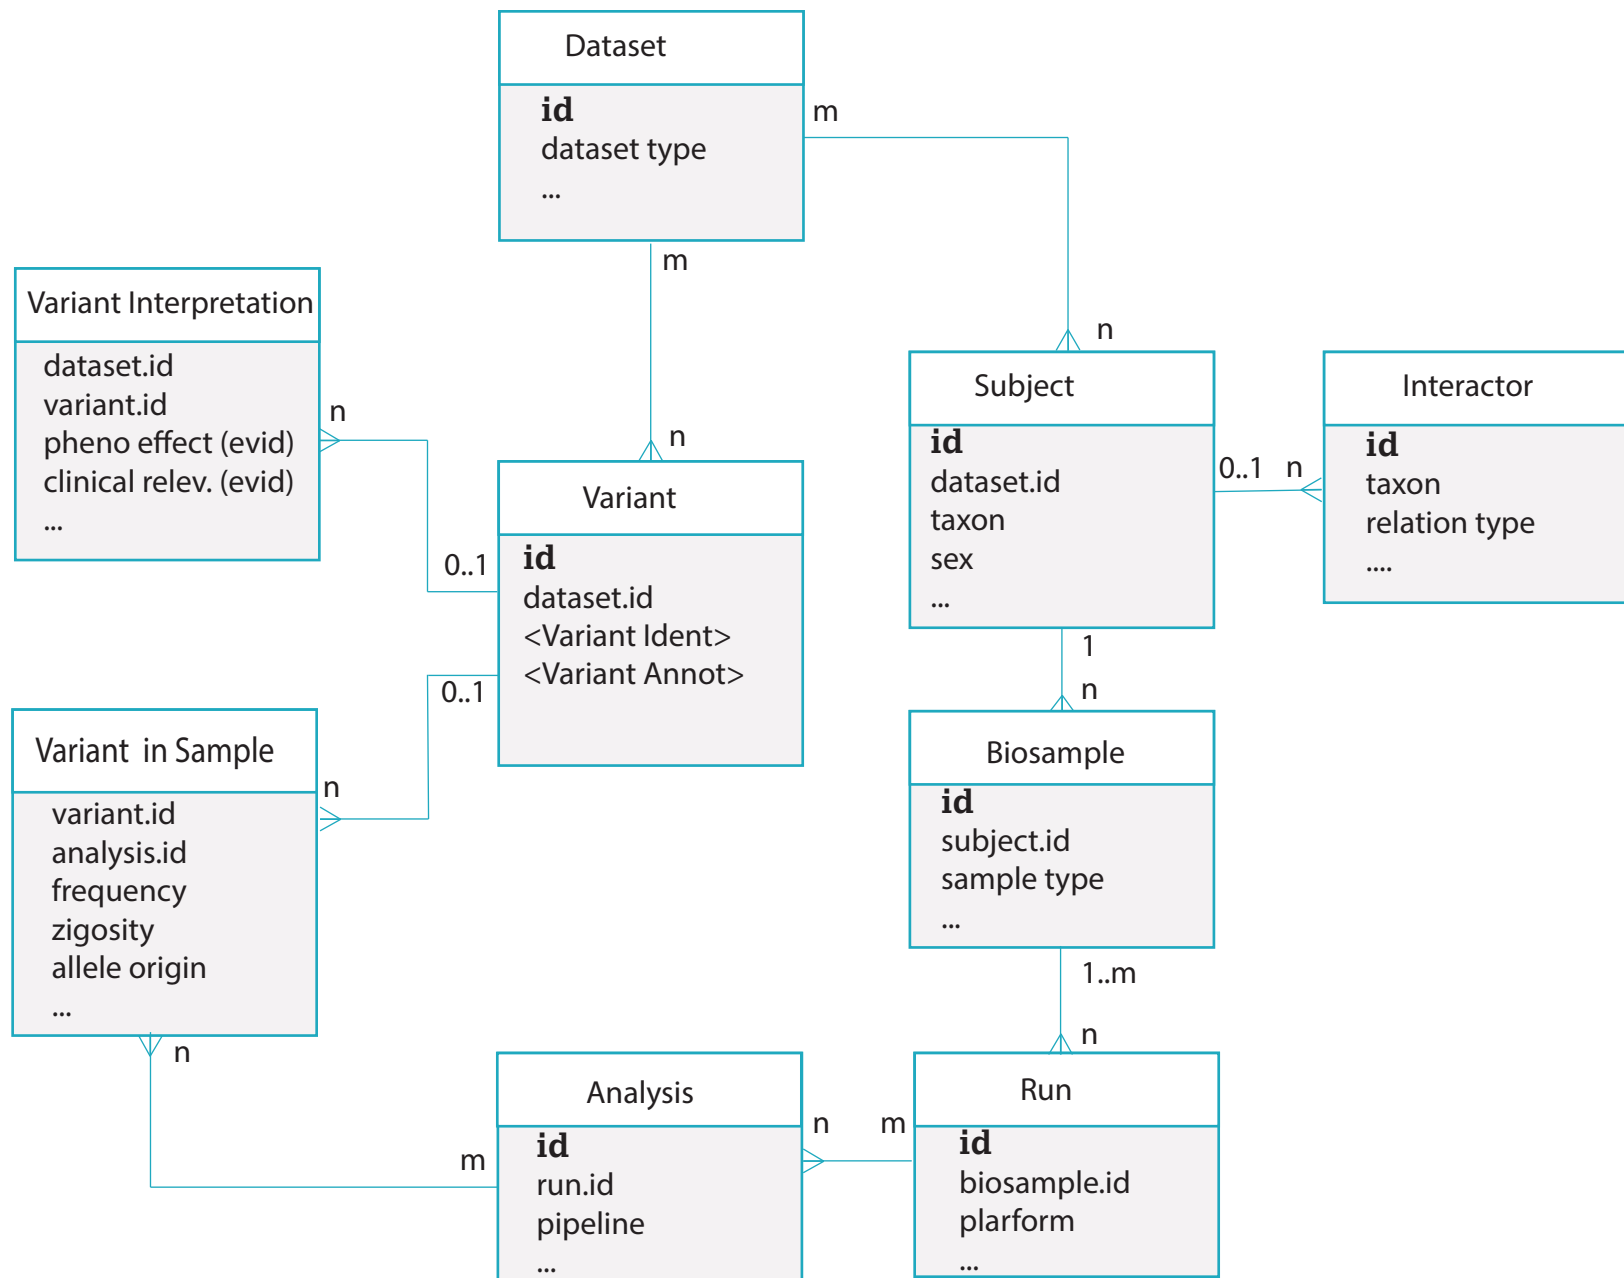 Dataset
id
dataset type
...
m
m
n
n
Variant Interpretation
dataset.id
variant.id
pheno effect (evid)
clinical relev. (evid)
...
n
0..1
Variant
id
dataset.id
<Variant Ident>
<Variant Annot>
0..1
n
Subject
id
dataset.id
taxon
sex
...
0..1 n
Interactor
id
taxon
relation type
....
1
n
Variant in Sample
variant.id
analysis.id
frequency
zigosity
allele origin
...
n
m
Biosample
id
subject.id
sample type
...
1..m
n
Analysis
id
run.id
pipeline
...
n m
Run
id
biosample.id
plarform
...